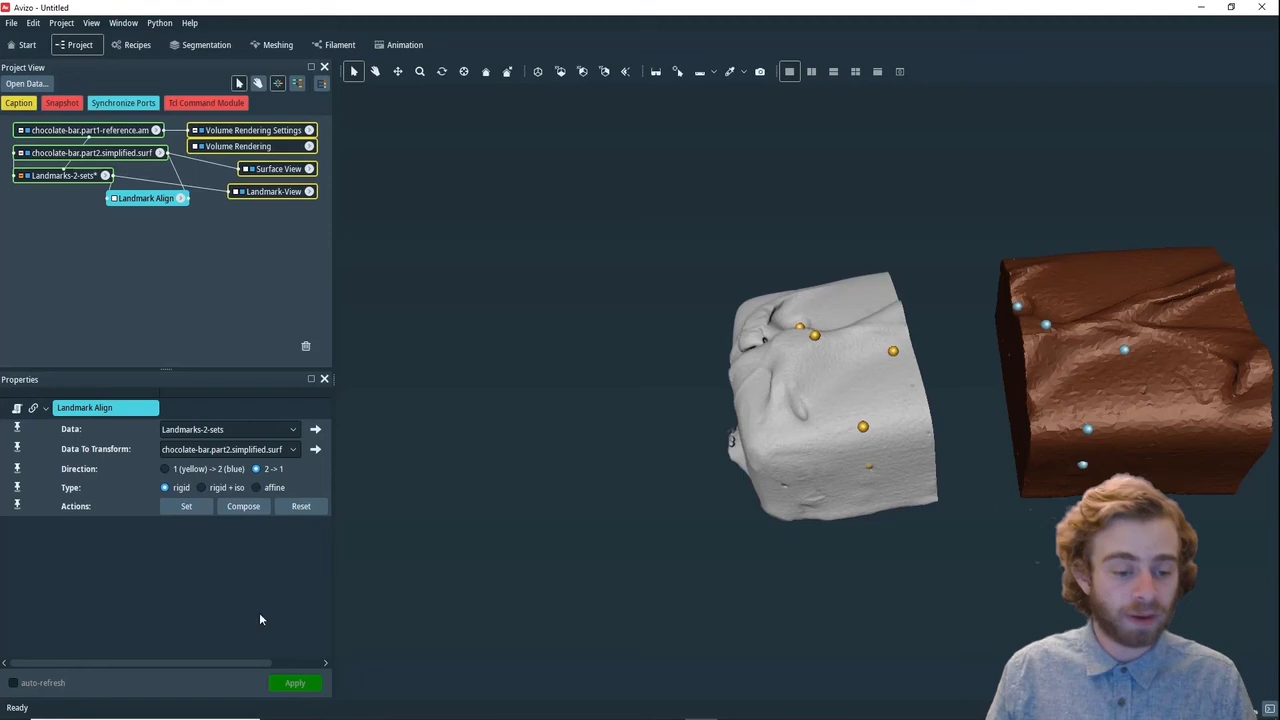 Avizo - Untitled
File Edit Project View Window Python Help
Start Project Recipes Segmentation Meshing Filament Animation
Project View
Open Data...
Caption Snapshot Synchronize Ports Tcl Command Module
chocolate-bar.part1-reference.am Volume Rendering Settings
Volume Rendering
chocolate-bar.part2.simplified.surf
Surface View
Landmarks-2-sets*
Landmark-View
Landmark Align
Properties
Landmark Align
Data: Landmarks-2-sets
Data To Transform: chocolate-bar.part2.simplified.surf
Direction: 1 (yellow) -> 2 (blue) 2 -> 1
Type: rigid rigid + iso affine
Actions: Set Compose Reset
auto-refresh Apply
Ready